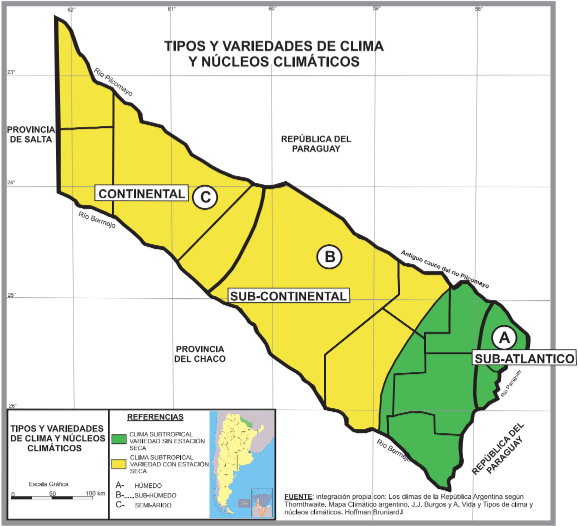 62°
61°
59°
58°
TIPOS Y VARIEDADES DE CLIMA
Y NÚCLEOS CLIMÁTICOS
23°
Río Pilcomayo
PROVINCIA
DE SALTA
REPÚBLICA DEL
PARAGUAY
24°
CONTINENTAL
C
Río Bermejo
B
Antiguo cauce del río Pilcomayo
SUB-CONTINENTAL
25°
A
SUB-ATLANTICO
PROVINCIA
DEL CHACO
Río Paraguay
26°
Río Bermejo
REPÚBLICA DEL
PARAGUAY
TIPOS Y VARIEDADES
DE CLIMA Y NÚCLEOS
CLIMÁTICOS
Escala Gráfica
0 50 100 km
REFERENCIAS
CLIMA SUBTROPICAL
VARIEDAD SIN ESTACIÓN
SECA
CLIMA SUBTROPICAL
VARIEDAD CON ESTACIÓN
SECA
A- HÚMEDO
B- SUB-HÚMEDO
C- SEMI-ÁRIDO
FUENTE: integración propia con: Los climas de la República Argentina según
Thornthwaite, Mapa Climático argentino, J.J. Burgos y A. Vida y Tipos de clima y
núcleos climáticos. Hoffman BruniardJ